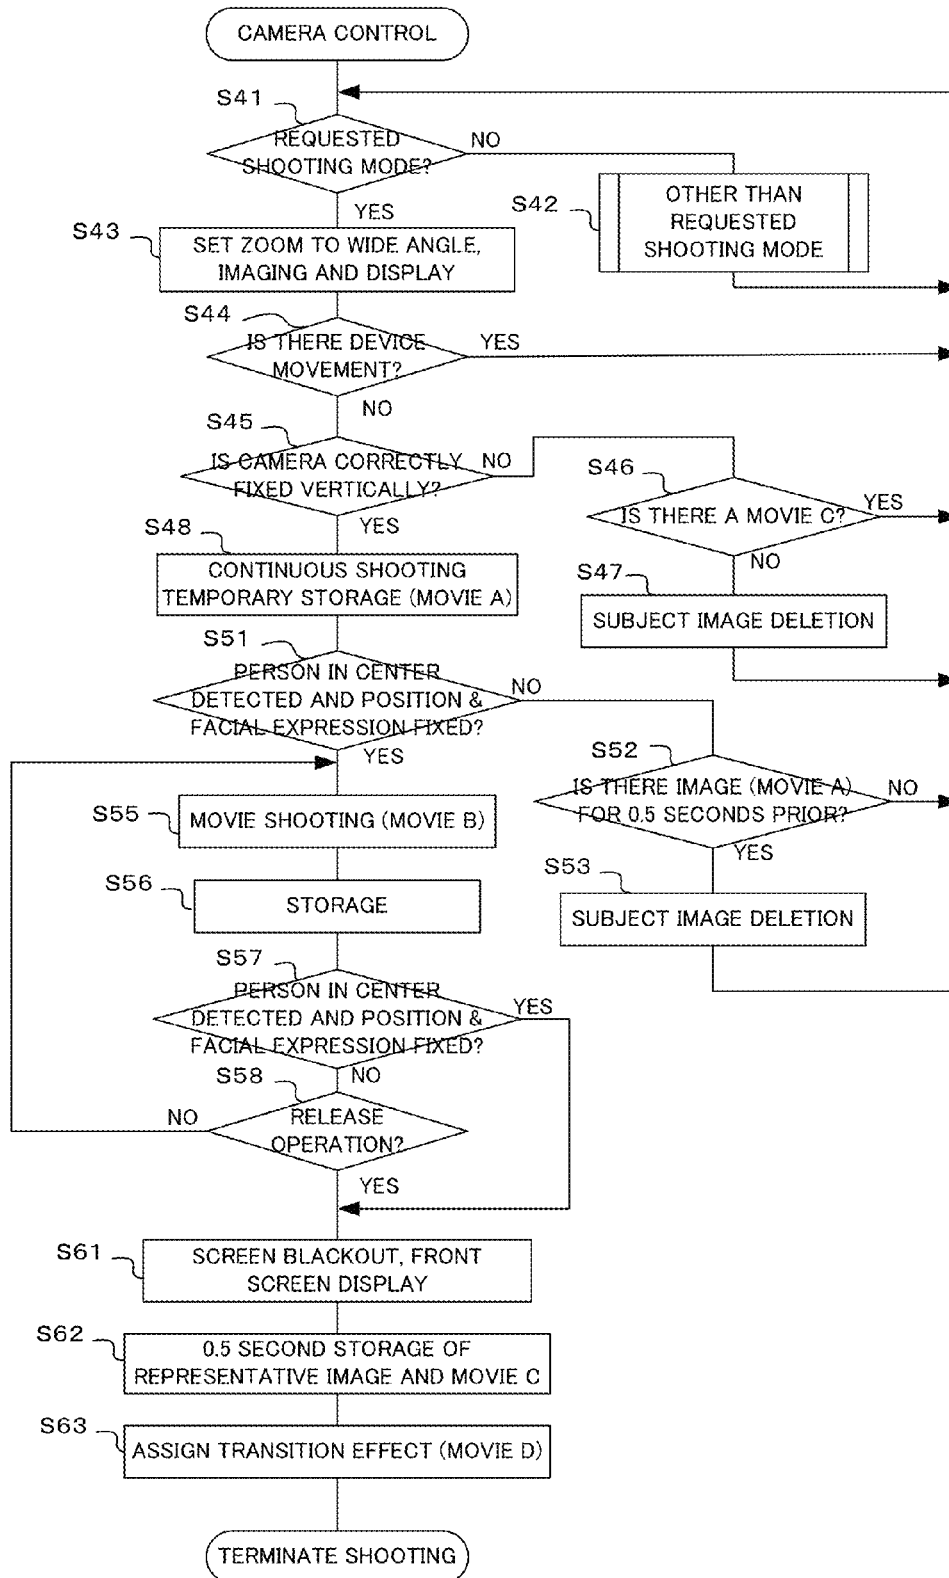 CAMERA CONTROL
S41
REQUESTED
SHOOTING MODE?
NO
YES
S42
OTHER THAN
REQUESTED
SHOOTING MODE
S43
SET ZOOM TO WIDE ANGLE,
IMAGING AND DISPLAY
S44
IS THERE DEVICE
MOVEMENT?
YES
NO
S45
IS CAMERA CORRECTLY
FIXED VERTICALLY?
NO
YES
S46
IS THERE A MOVIE C?
YES
NO
S47
SUBJECT IMAGE DELETION
S48
CONTINUOUS SHOOTING
TEMPORARY STORAGE (MOVIE A)
S51
PERSON IN CENTER
DETECTED AND POSITION &
FACIAL EXPRESSION FIXED?
NO
YES
S52
IS THERE IMAGE (MOVIE A)
FOR 0.5 SECONDS PRIOR?
NO
YES
S53
SUBJECT IMAGE DELETION
S55
MOVIE SHOOTING (MOVIE B)
S56
STORAGE
S57
PERSON IN CENTER
DETECTED AND POSITION &
FACIAL EXPRESSION FIXED?
YES
NO
S58
RELEASE
OPERATION?
NO
YES
S61
SCREEN BLACKOUT, FRONT
SCREEN DISPLAY
S62
0.5 SECOND STORAGE OF
REPRESENTATIVE IMAGE AND MOVIE C
S63
ASSIGN TRANSITION EFFECT (MOVIE D)
TERMINATE SHOOTING